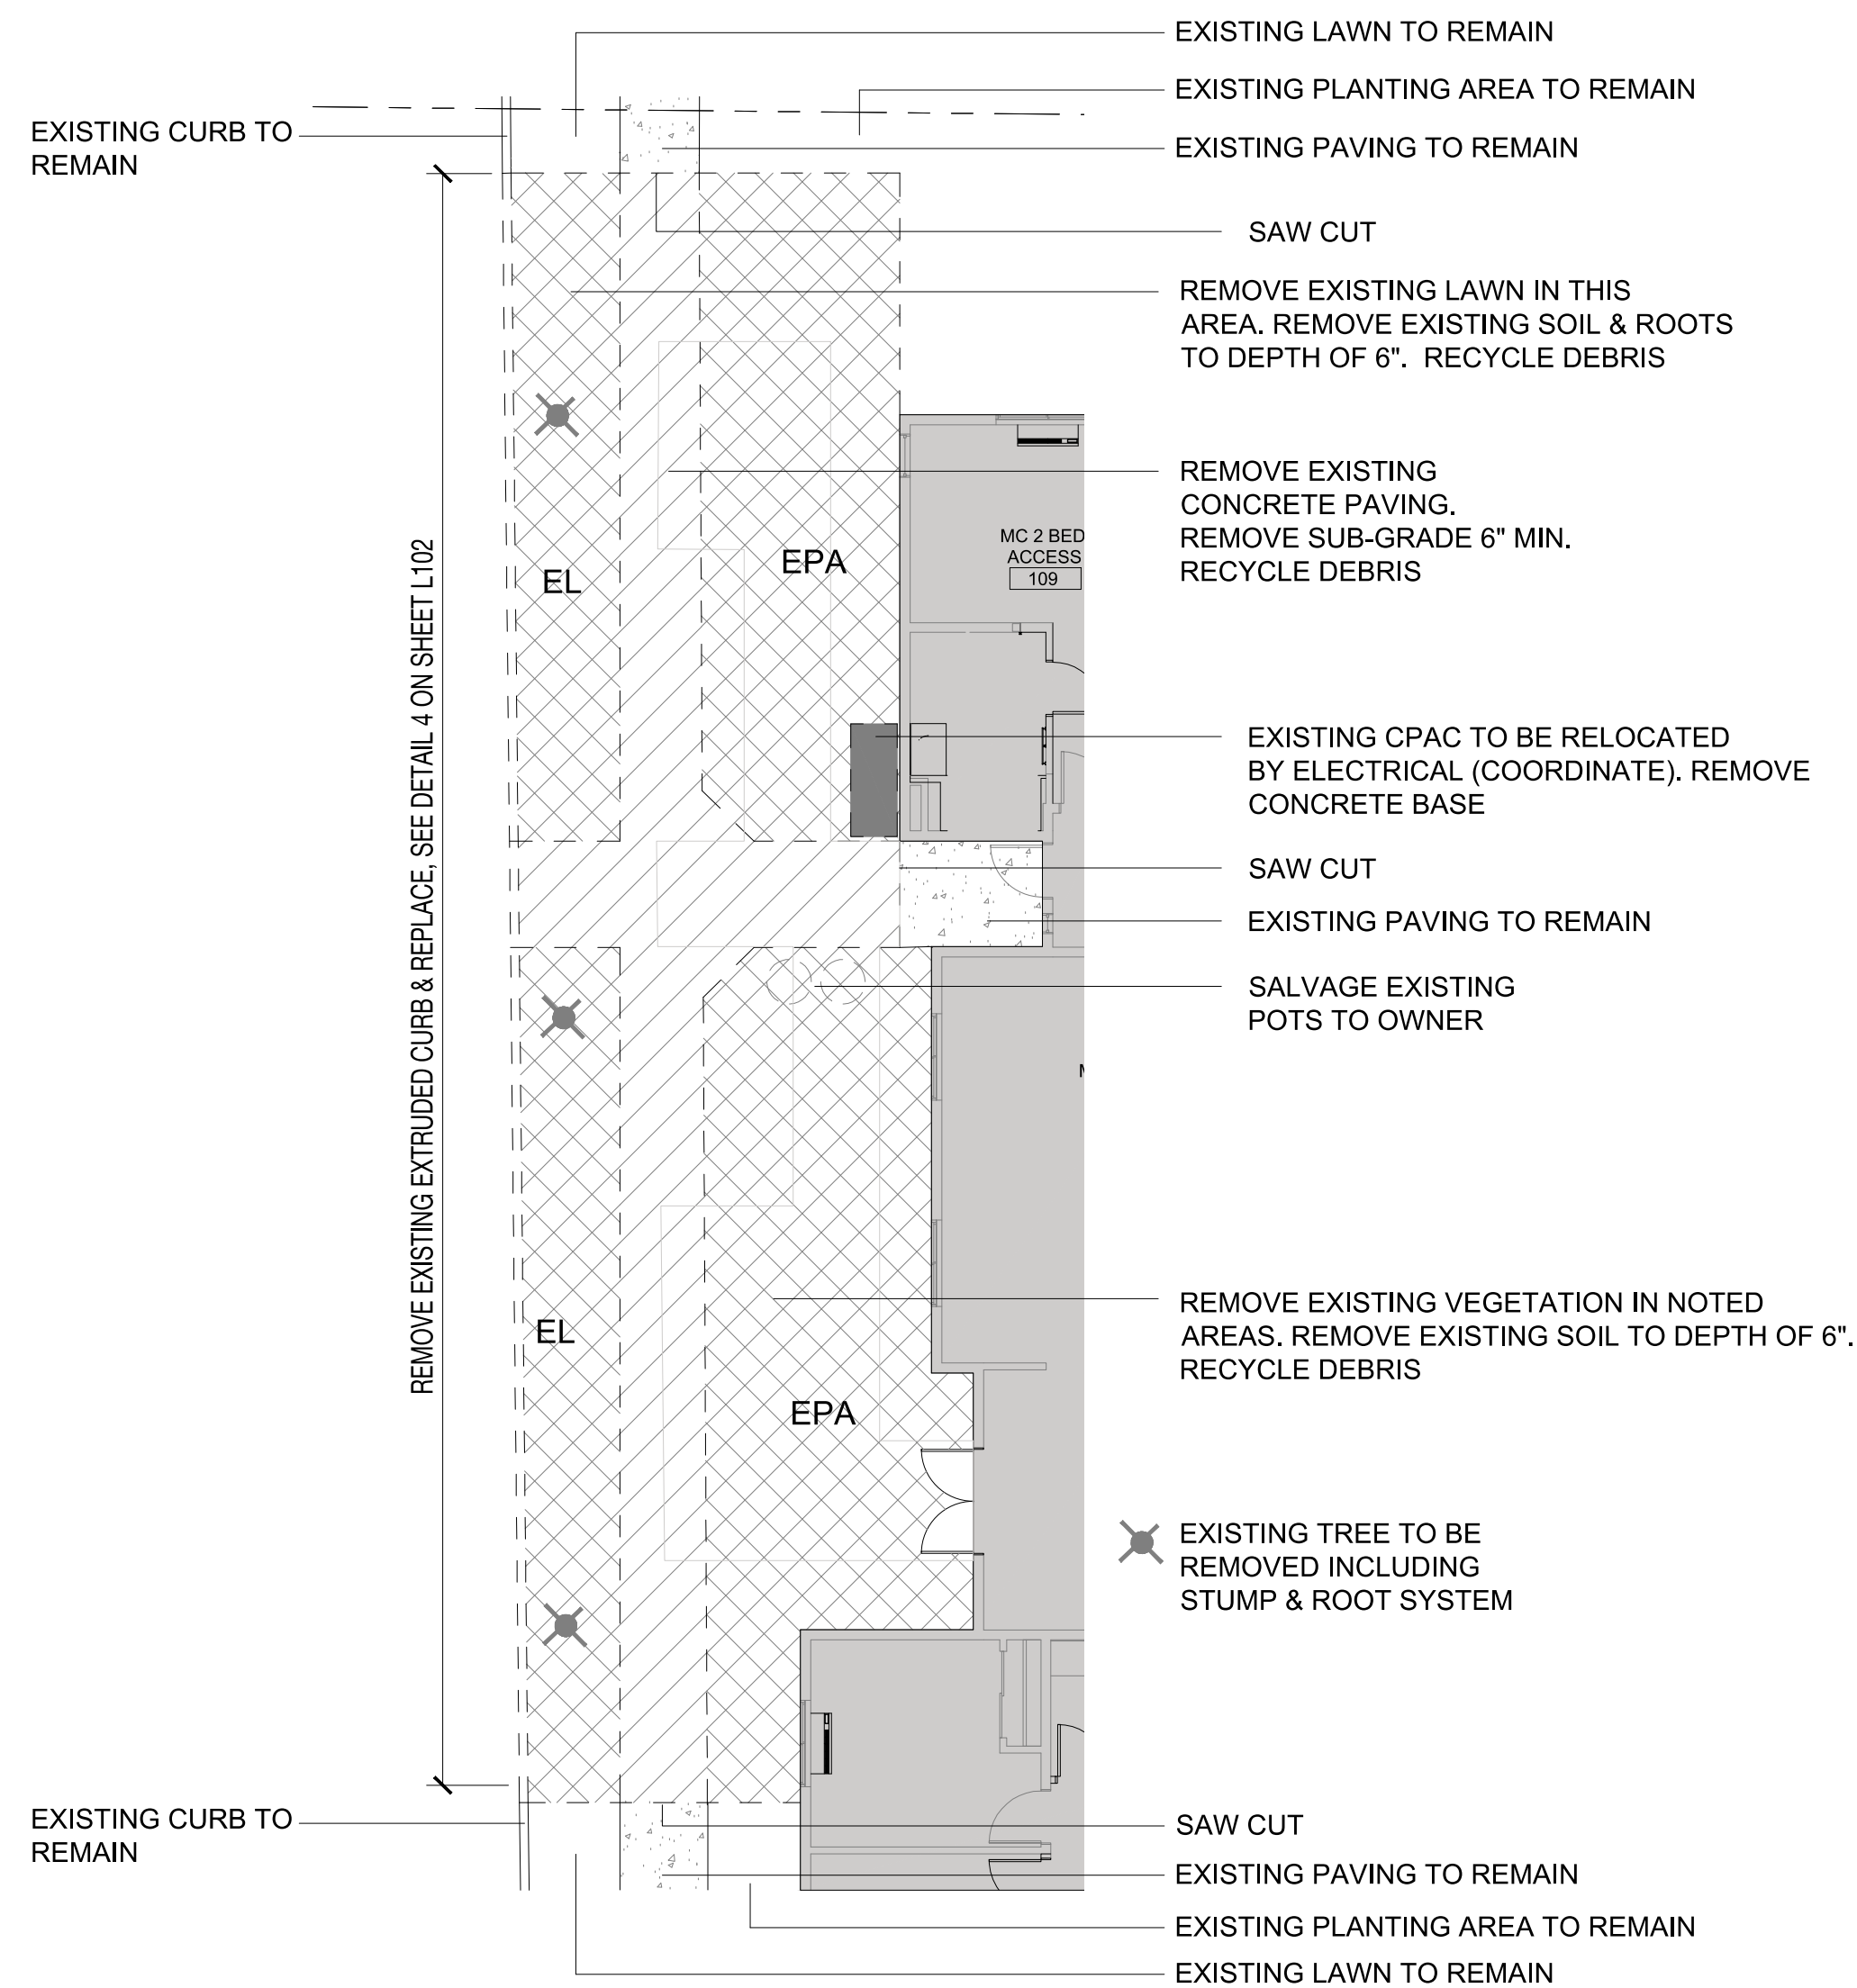 EXISTING LAWN TO REMAIN
EXISTING PLANTING AREA TO REMAIN
EXISTING CURB TO
REMAIN
EXISTING PAVING TO REMAIN
SAW CUT
REMOVE EXISTING LAWN IN THIS
AREA. REMOVE EXISTING SOIL & ROOTS
TO DEPTH OF 6". RECYCLE DEBRIS
REMOVE EXISTING
CONCRETE PAVING.
REMOVE SUB-GRADE 6" MIN.
RECYCLE DEBRIS
MC 2 BED
ACCESS
109
EPA
EL
REMOVE EXISTING EXTRUDED CURB & REPLACE, SEE DETAIL 4 ON SHEET L102
EXISTING CPAC TO BE RELOCATED
BY ELECTRICAL (COORDINATE). REMOVE
CONCRETE BASE
SAW CUT
EXISTING PAVING TO REMAIN
SALVAGE EXISTING
POTS TO OWNER
REMOVE EXISTING VEGETATION IN NOTED
AREAS. REMOVE EXISTING SOIL TO DEPTH OF 6".
RECYCLE DEBRIS
EL
EPA
EXISTING TREE TO BE
REMOVED INCLUDING
STUMP & ROOT SYSTEM
EXISTING CURB TO
REMAIN
SAW CUT
EXISTING PAVING TO REMAIN
EXISTING PLANTING AREA TO REMAIN
EXISTING LAWN TO REMAIN